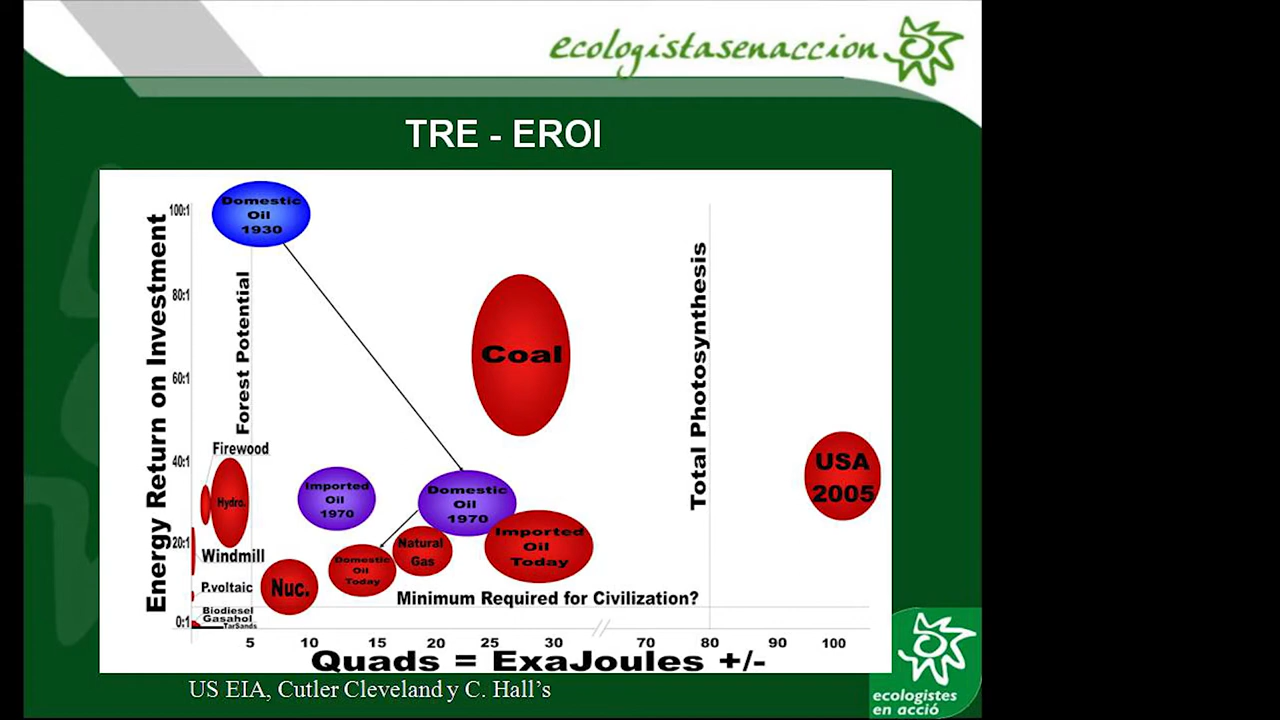 ecologistasenaccion
TRE - EROI
Energy Return on Investment
100:1
80:1
60:1
40:1
20:1
0:1
Domestic
Oil
1930
Forest Potential
Coal
Total Photosynthesis
USA
2005
Firewood
Hydro.
Imported
Oil
1970
Domestic
Oil
1970
Imported
Oil
Today
Natural
Gas
Domestic
Oil
Today
Windmill
P.voltaic
Nuc.
Biodiesel
Gasahol
TarSands
Minimum Required for Civilization?
5 10 15 20 25 30 70 80 90 100
Quads = ExaJoules +/-
US EIA, Cutler Cleveland y C. Hall's
ecologistes
en acció